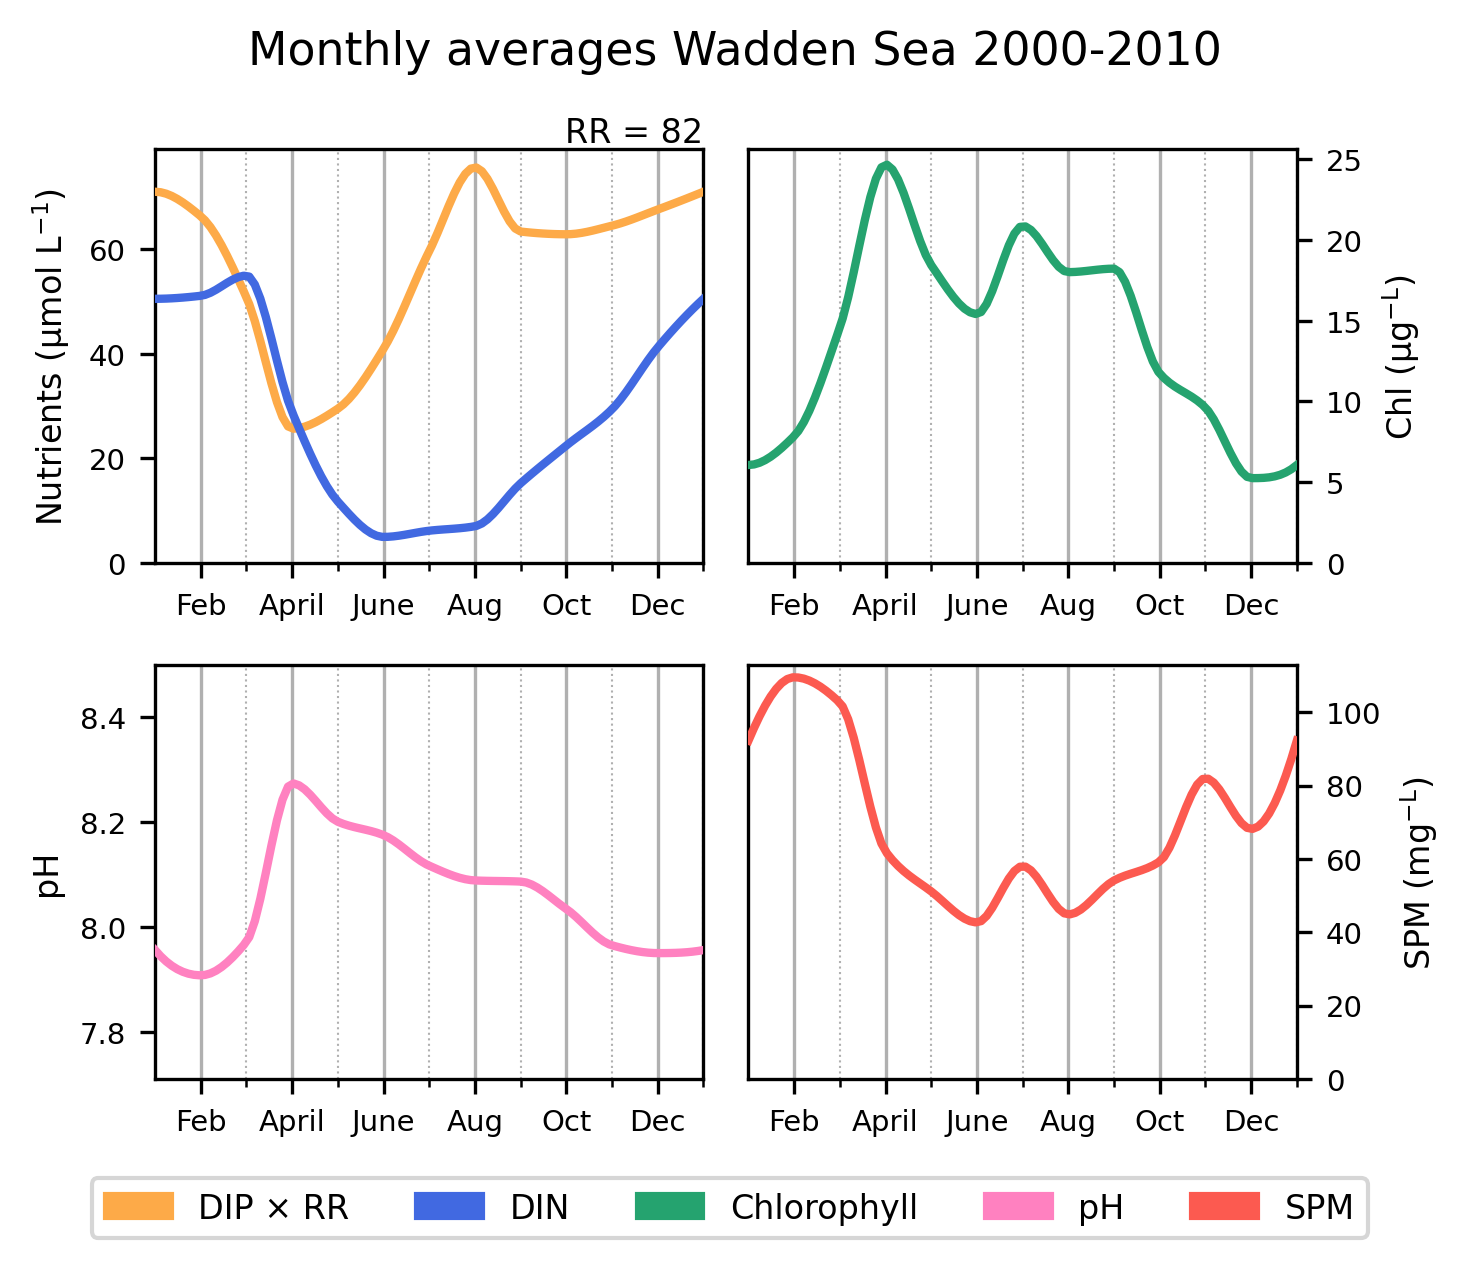 Monthly averages Wadden Sea 2000-2010
RR = 82
Nutrients (µmol L⁻¹)
60
40
20
0
Feb April June Aug Oct Dec
25
20
15
10
5
0
Chl (µg⁻ᴸ)
Feb April June Aug Oct Dec
pH
8.4
8.2
8.0
7.8
Feb April June Aug Oct Dec
100
80
60
40
20
0
SPM (mg⁻ᴸ)
Feb April June Aug Oct Dec
DIP × RR DIN Chlorophyll pH SPM